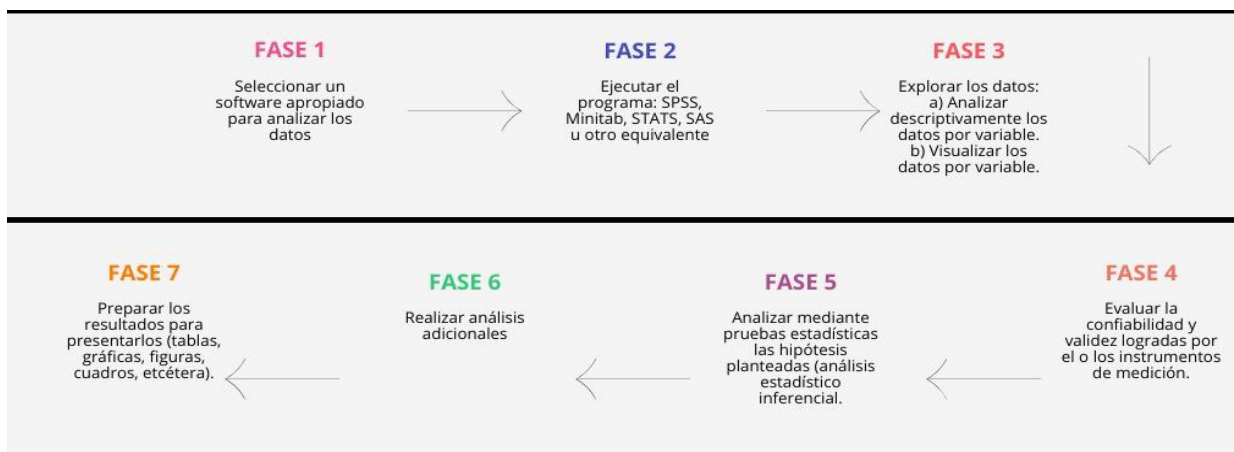 FASE 1
Seleccionar un
software apropiado
para analizar los
datos
FASE 2
Ejecutar el
programa: SPSS,
Minitab, STATS, SAS
u otro equivalente
FASE 3
Explorar los datos:
a) Analizar
descriptivamente los
datos por variable.
b) Visualizar los
datos por variable.
FASE 4
Evaluar la
confiabilidad y
validez logradas por
el o los instrumentos
de medición.
FASE 5
Analizar mediante
pruebas estadísticas
las hipótesis
planteadas (análisis
estadístico
inferencial.
FASE 6
Realizar análisis
adicionales
FASE 7
Preparar los
resultados para
presentarlos (tablas,
gráficas, figuras,
cuadros, etcétera).